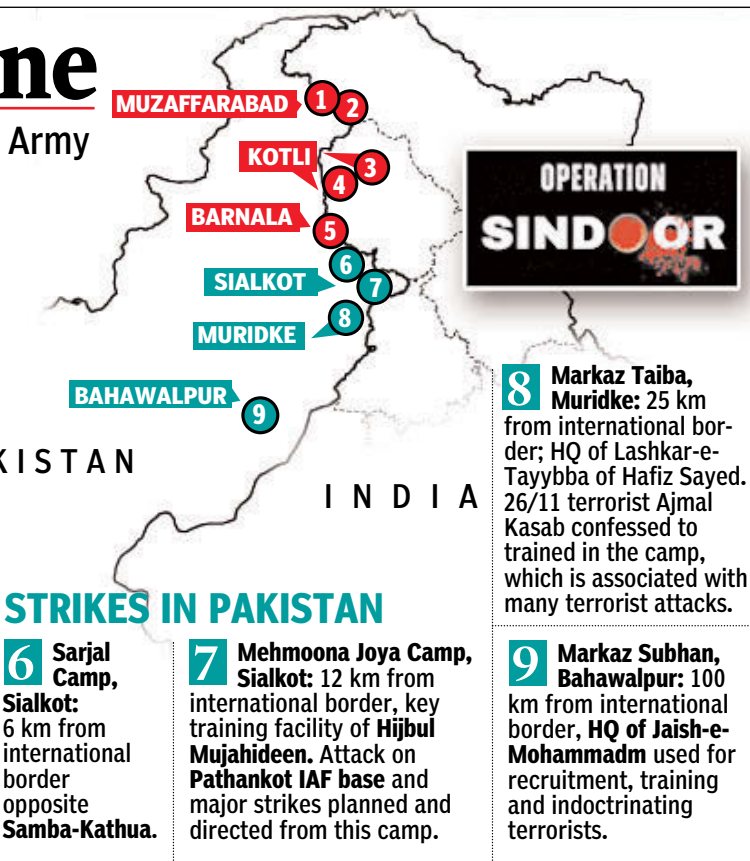 ne
Army
MUZAFFARABAD 1 2
KOTLI 3
4
BARNALA 5
SIALKOT 6
7
MURIDKE 8
BAHAWALPUR 9
KISTAN
INDIA
OPERATION
SINDOOR
STRIKES IN PAKISTAN
6 Sarjal
Camp,
Sialkot:
6 km from
international
border
opposite
Samba-Kathua.
7 Mehmoona Joya Camp,
Sialkot: 12 km from
international border, key
training facility of Hijbul
Mujahideen. Attack on
Pathankot IAF base and
major strikes planned and
directed from this camp.
8 Markaz Taiba,
Muridke: 25 km
from international bor-
der; HQ of Lashkar-e-
Tayybba of Hafiz Sayed.
26/11 terrorist Ajmal
Kasab confessed to
trained in the camp,
which is associated with
many terrorist attacks.
9 Markaz Subhan,
Bahawalpur: 100
km from international
border, HQ of Jaish-e-
Mohammadm used for
recruitment, training
and indoctrinating
terrorists.